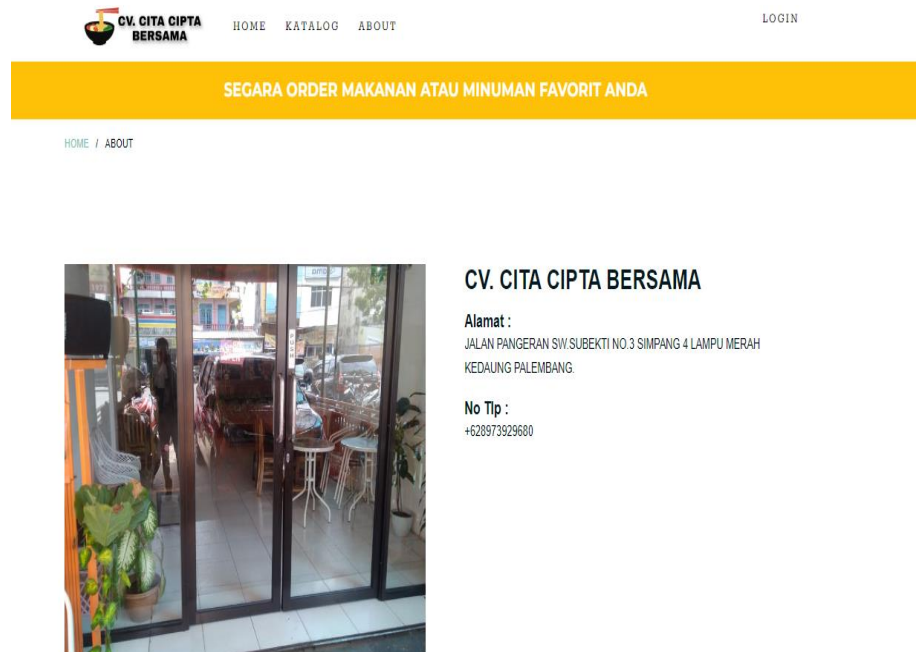 CV. CITA CIPTA
BERSAMA
HOME KATALOG ABOUT
LOGIN
SEGARA ORDER MAKANAN ATAU MINUMAN FAVORIT ANDA
HOME / ABOUT
CV. CITA CIPTA BERSAMA
Alamat :
JALAN PANGERAN SW.SUBEKTI NO.3 SIMPANG 4 LAMPU MERAH
KEDAUNG PALEMBANG.
No Tlp :
+628973929680